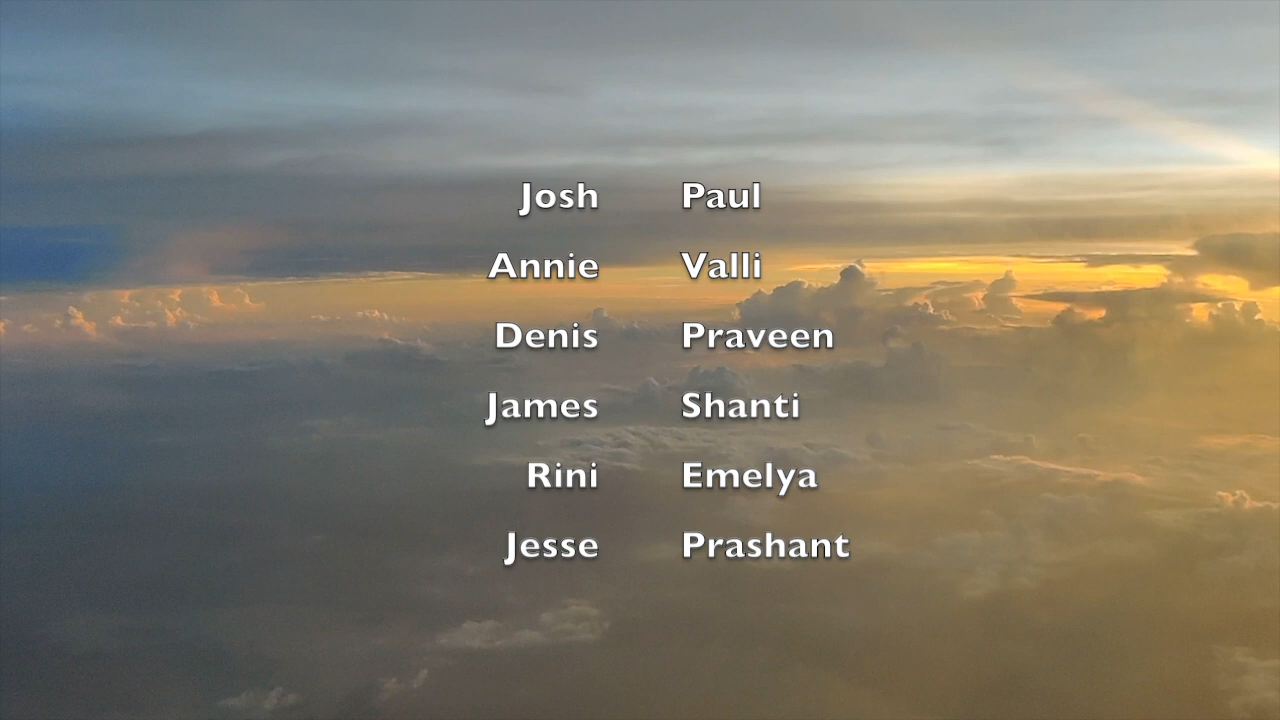 Josh Paul
Annie Valli
Denis Praveen
James Shanti
Rini Emelya
Jesse Prashant